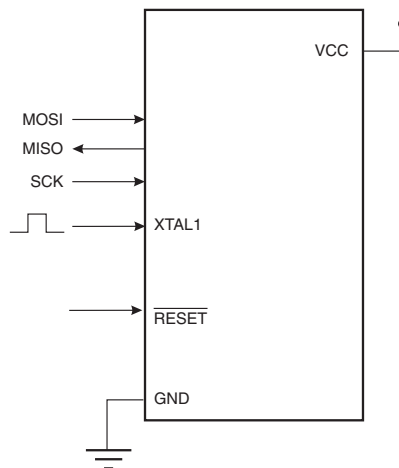 VCC
MOSI
MISO
SCK
XTAL1
RESET
GND